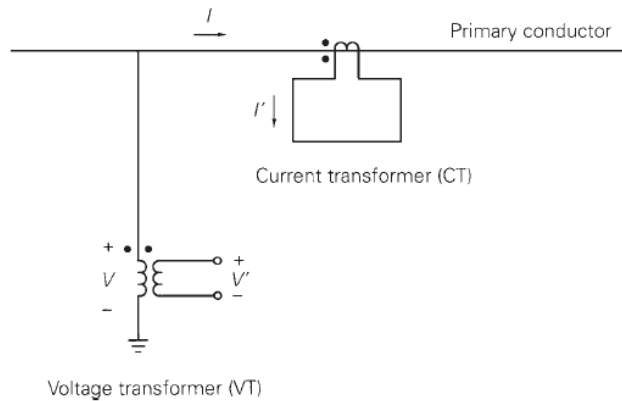 I
Primary conductor
I′
Current transformer (CT)
+
V
–
+
V′
–
Voltage transformer (VT)